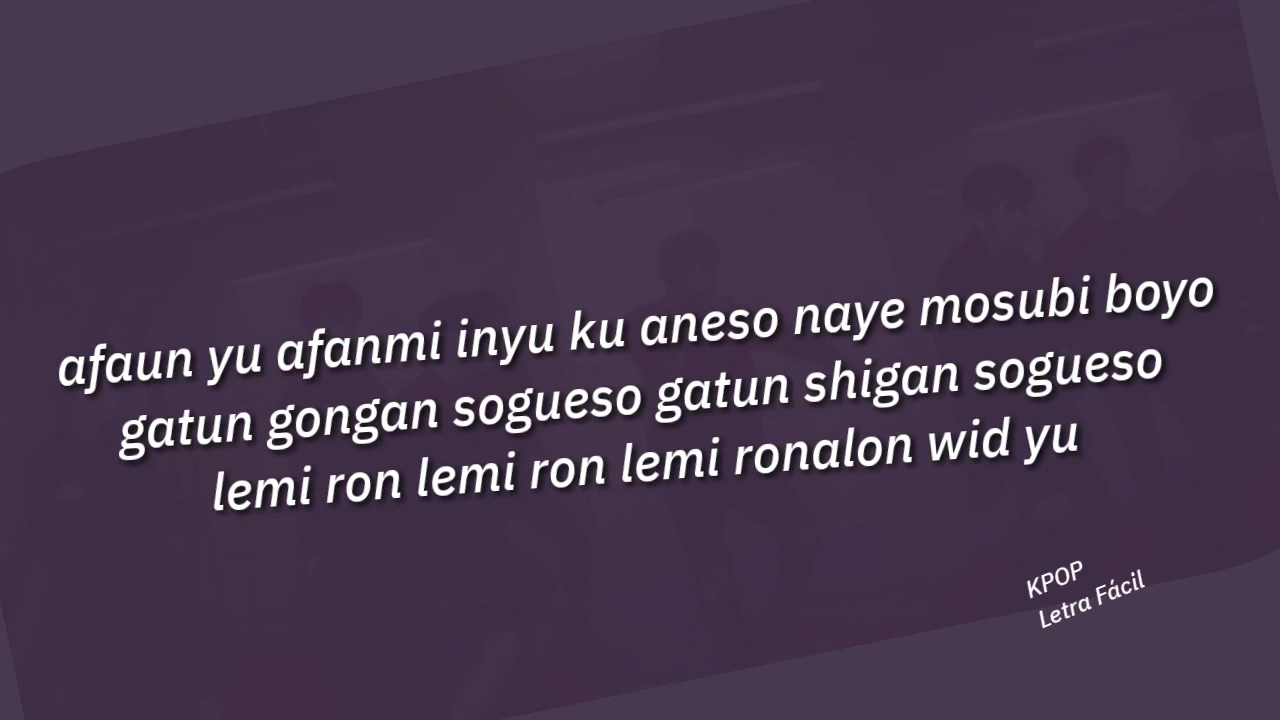 afaun yu afanmi inyu ku aneso naye mosubi boyo
gatun gongan sogueso gatun shigan sogueso
lemi ron lemi ron lemi ronalon wid yu
KPOP
Letra Fácil